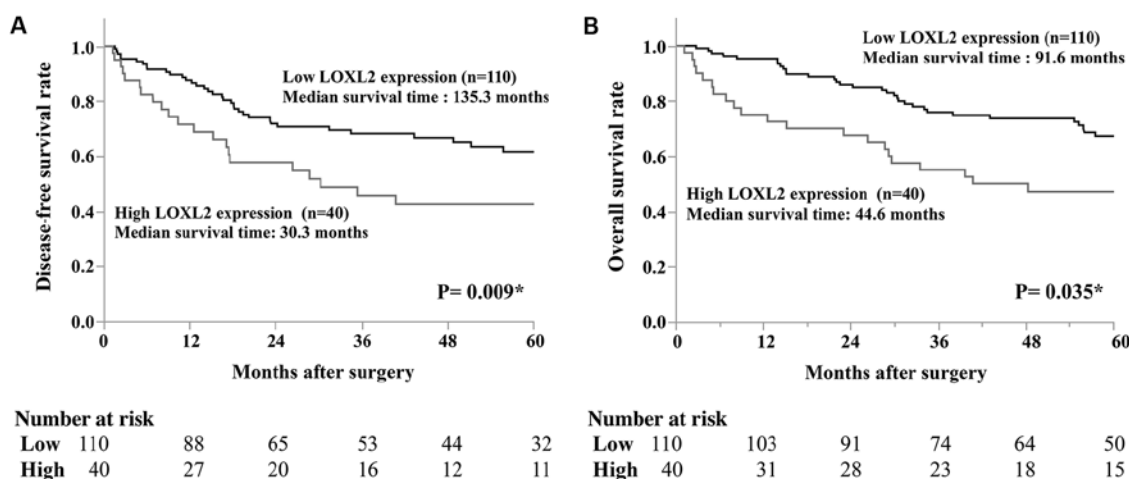 A
Disease-free survival rate
1.0
0.8
0.6
0.4
0.2
0.0
Low LOXL2 expression (n=110)
Median survival time : 135.3 months
High LOXL2 expression (n=40)
Median survival time: 30.3 months
P= 0.009*
0 12 24 36 48 60
Months after surgery
Number at risk
Low 110 88 65 53 44 32
High 40 27 20 16 12 11
B
Overall survival rate
1.0
0.8
0.6
0.4
0.2
0.0
Low LOXL2 expression (n=110)
Median survival time : 91.6 months
High LOXL2 expression (n=40)
Median survival time: 44.6 months
P= 0.035*
0 12 24 36 48 60
Months after surgery
Number at risk
Low 110 103 91 74 64 50
High 40 31 28 23 18 15